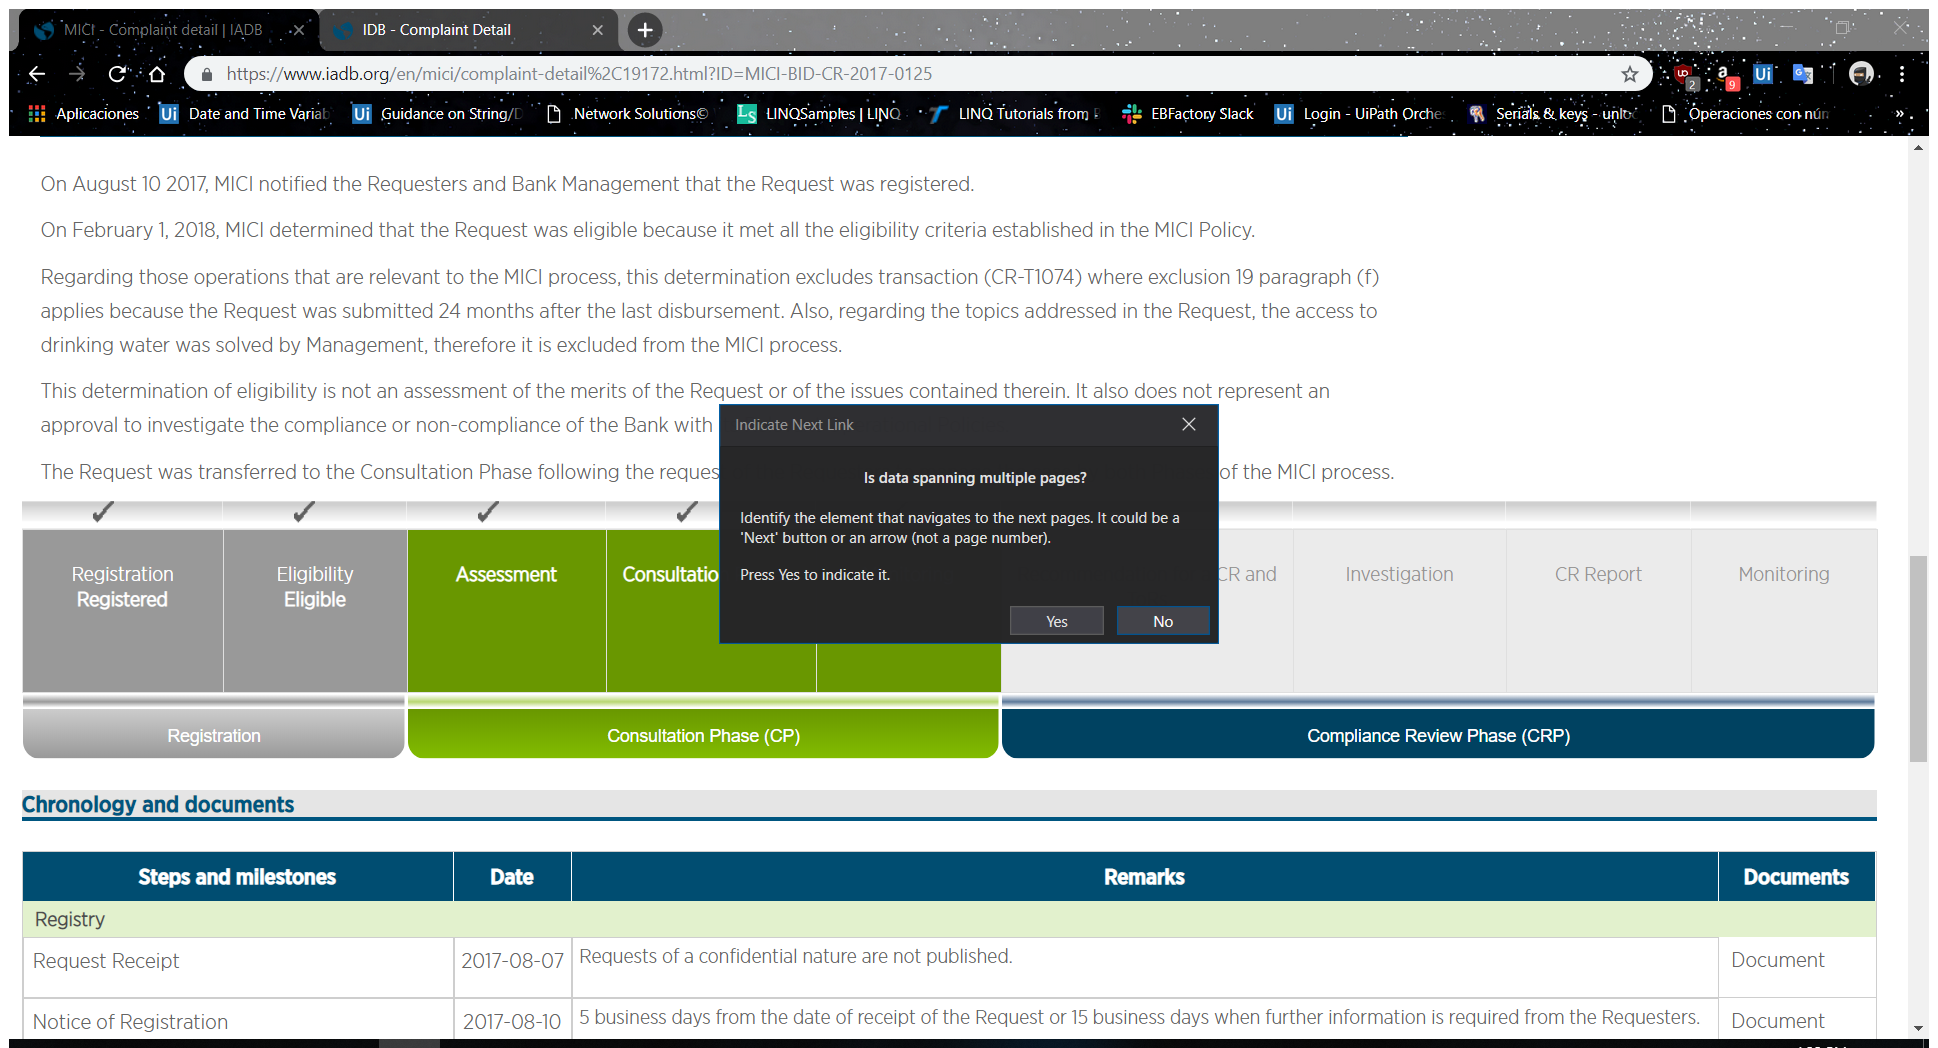 MICI - Complaint detail | IADB
IDB - Complaint Detail
https://www.iadb.org/en/mici/complaint-detail%2C19172.html?ID=MICI-BID-CR-2017-0125
2
9
Ui
Aplicaciones
Ui Date and Time Variab
Ui Guidance on String/D
Network Solutions©
LS LINQSamples | LINQ
LINQ Tutorials from
EBFactory Slack
Ui Login - UiPath Orche
Serials & keys - unlo
Operaciones con núm
»
On August 10 2017, MICI notified the Requesters and Bank Management that the Request was registered.
On February 1, 2018, MICI determined that the Request was eligible because it met all the eligibility criteria established in the MICI Policy.
Regarding those operations that are relevant to the MICI process, this determination excludes transaction (CR-T1074) where exclusion 19 paragraph (f)
applies because the Request was submitted 24 months after the last disbursement. Also, regarding the topics addressed in the Request, the access to
drinking water was solved by Management, therefore it is excluded from the MICI process.
This determination of eligibility is not an assessment of the merits of the Request or of the issues contained therein. It also does not represent an
approval to investigate the compliance or non-compliance of the Bank with
The Request was transferred to the Consultation Phase following the reques
of the MICI process.
Indicate Next Link
Is data spanning multiple pages?
Identify the element that navigates to the next pages. It could be a
'Next' button or an arrow (not a page number).
Press Yes to indicate it.
Yes
No
Registration
Registered
Eligibility
Eligible
Assessment
Consultatio
CR and
Investigation
CR Report
Monitoring
Registration
Consultation Phase (CP)
Compliance Review Phase (CRP)
Chronology and documents
Steps and milestones Date Remarks Documents
Registry
Request Receipt 2017-08-07 Requests of a confidential nature are not published. Document
Notice of Registration 2017-08-10 5 business days from the date of receipt of the Request or 15 business days when further information is required from the Requesters. Document